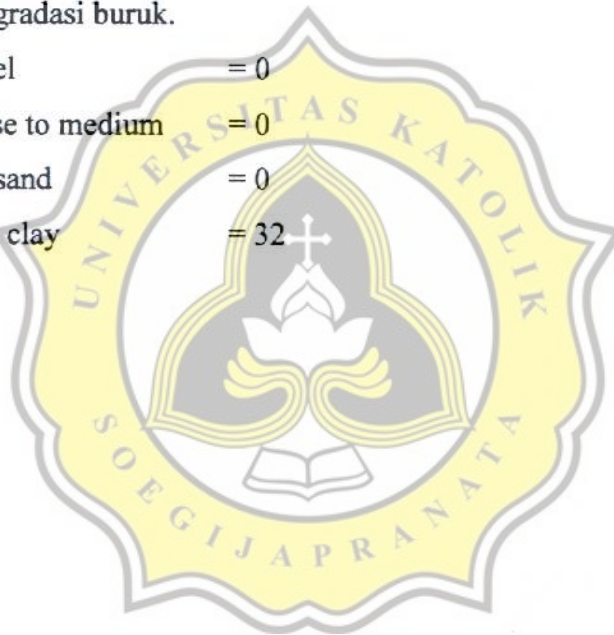 gradasi buruk.
el = 0
se to medium = 0
sand = 0
clay = 32
UNIVERSITAS KATOLIK
SOEGIJAPRANATA